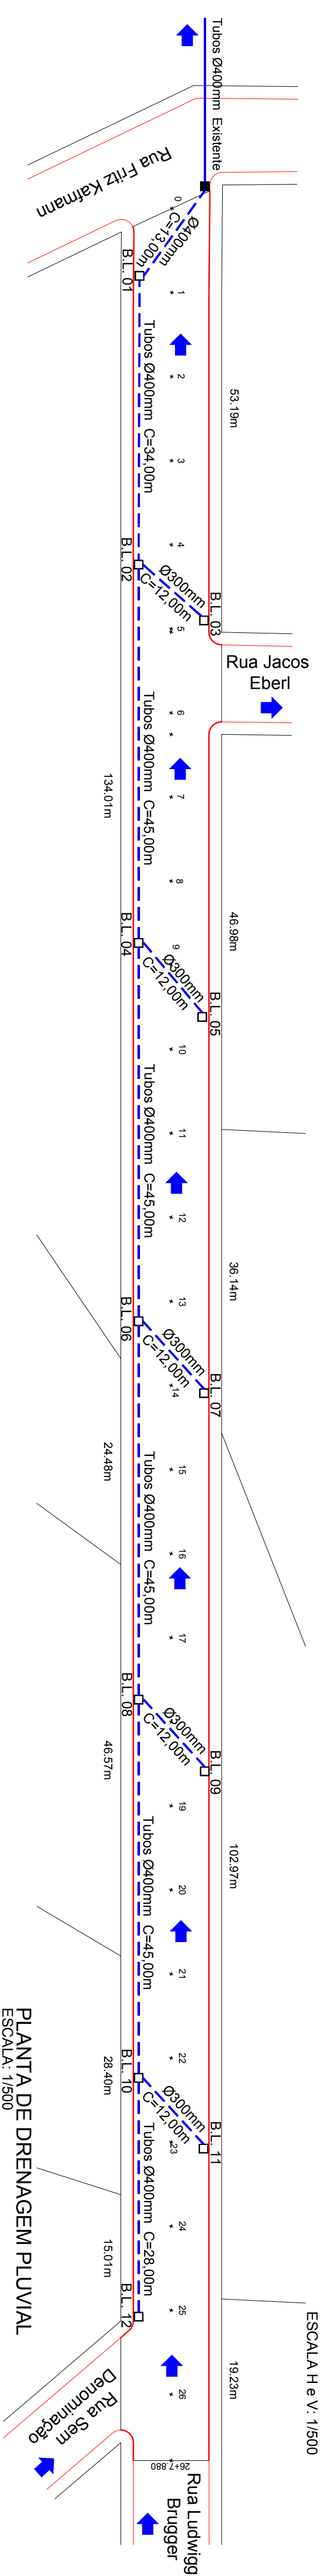 Tubos Ø400mm Existente
Rua Fritz Kafmann
0
Ø400mm
C=13,00m
B.L. 01
1
Tubos Ø400mm C=34,00m
2
3
53.19m
4
B.L. 02
Ø300mm
C=12,00m
B.L. 03
5
Rua Jacos
Eberl
6
Tubos Ø400mm C=45,00m
7
134.01m
8
B.L. 04
9
Ø300mm
C=12,00m
46.98m
B.L. 05
10
Tubos Ø400mm C=45,00m
11
12
36.14m
13
B.L. 06
Ø300mm
C=12,00m
B.L. 07
14
24.48m
15
Tubos Ø400mm C=45,00m
16
17
B.L. 08
Ø300mm
C=12,00m
B.L. 09
46.57m
19
102.97m
Tubos Ø400mm C=45,00m
20
21
22
B.L. 10
28.40m
Ø300mm
C=12,00m
B.L. 11
23
Tubos Ø400mm C=28,00m
24
15.01m
25
B.L. 12
19.23m
26
Rua Sem
Denominação
26+7.880
Rua Ludwigg
Brugger
ESCALA H e V: 1/500
PLANTA DE DRENAGEM PLUVIAL
ESCALA: 1/500